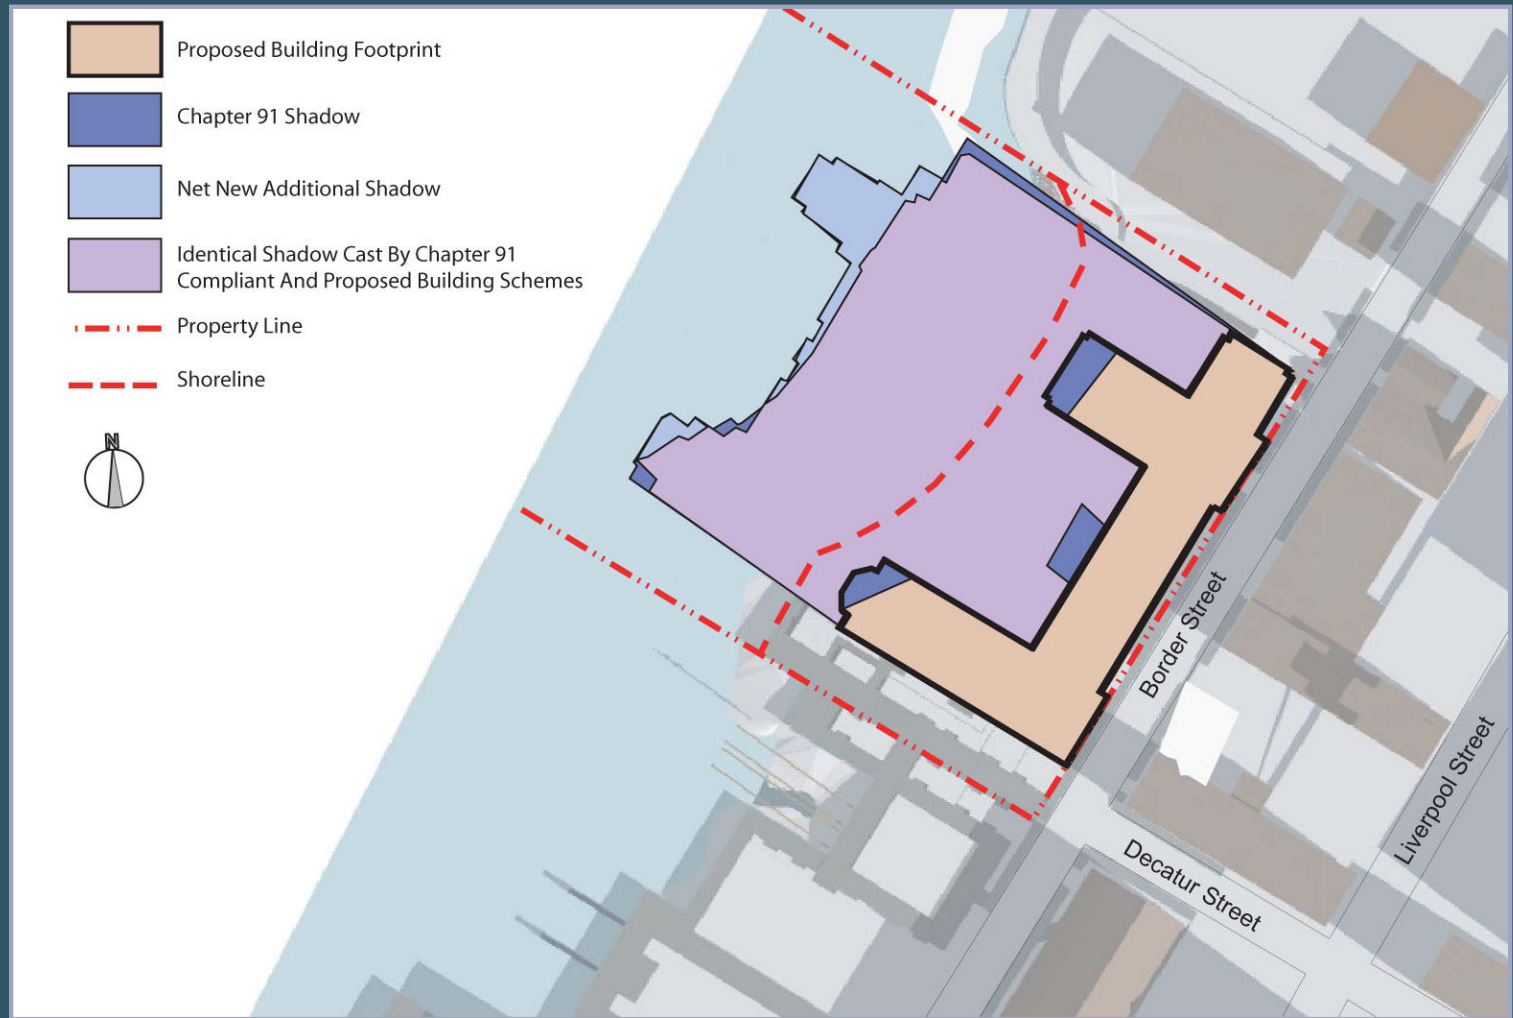 Proposed Building Footprint
Chapter 91 Shadow
Net New Additional Shadow
Identical Shadow Cast By Chapter 91
Compliant And Proposed Building Schemes
Property Line
Shoreline
N
Border Street
Decatur Street
Liverpool Street